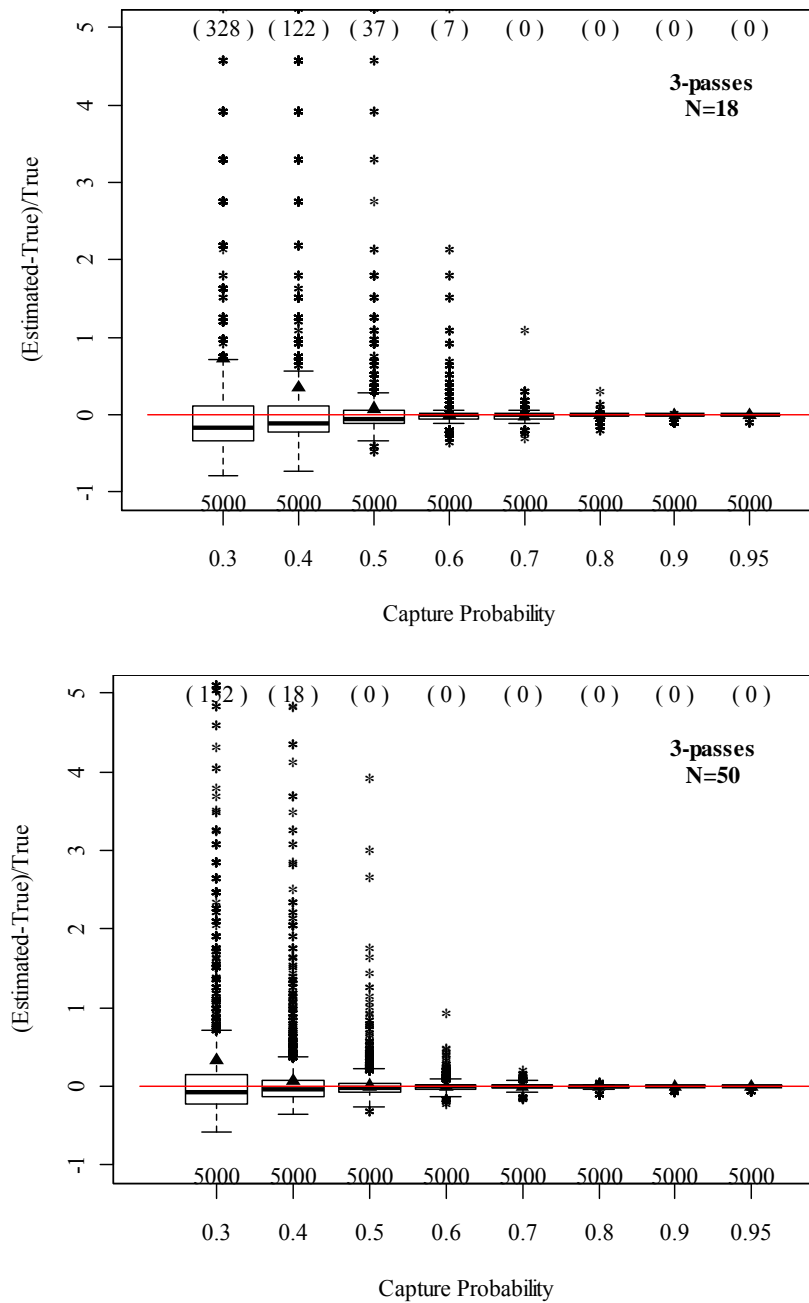 ( 328 ) ( 122 ) ( 37 ) ( 7 ) ( 0 ) ( 0 ) ( 0 ) ( 0 )
3-passes
N=18
(Estimated-True)/True
5
4
3
2
1
0
-1
5000 5000 5000 5000 5000 5000 5000 5000
0.3 0.4 0.5 0.6 0.7 0.8 0.9 0.95
Capture Probability
( 152 ) ( 18 ) ( 0 ) ( 0 ) ( 0 ) ( 0 ) ( 0 ) ( 0 )
3-passes
N=50
(Estimated-True)/True
5
4
3
2
1
0
-1
5000 5000 5000 5000 5000 5000 5000 5000
0.3 0.4 0.5 0.6 0.7 0.8 0.9 0.95
Capture Probability